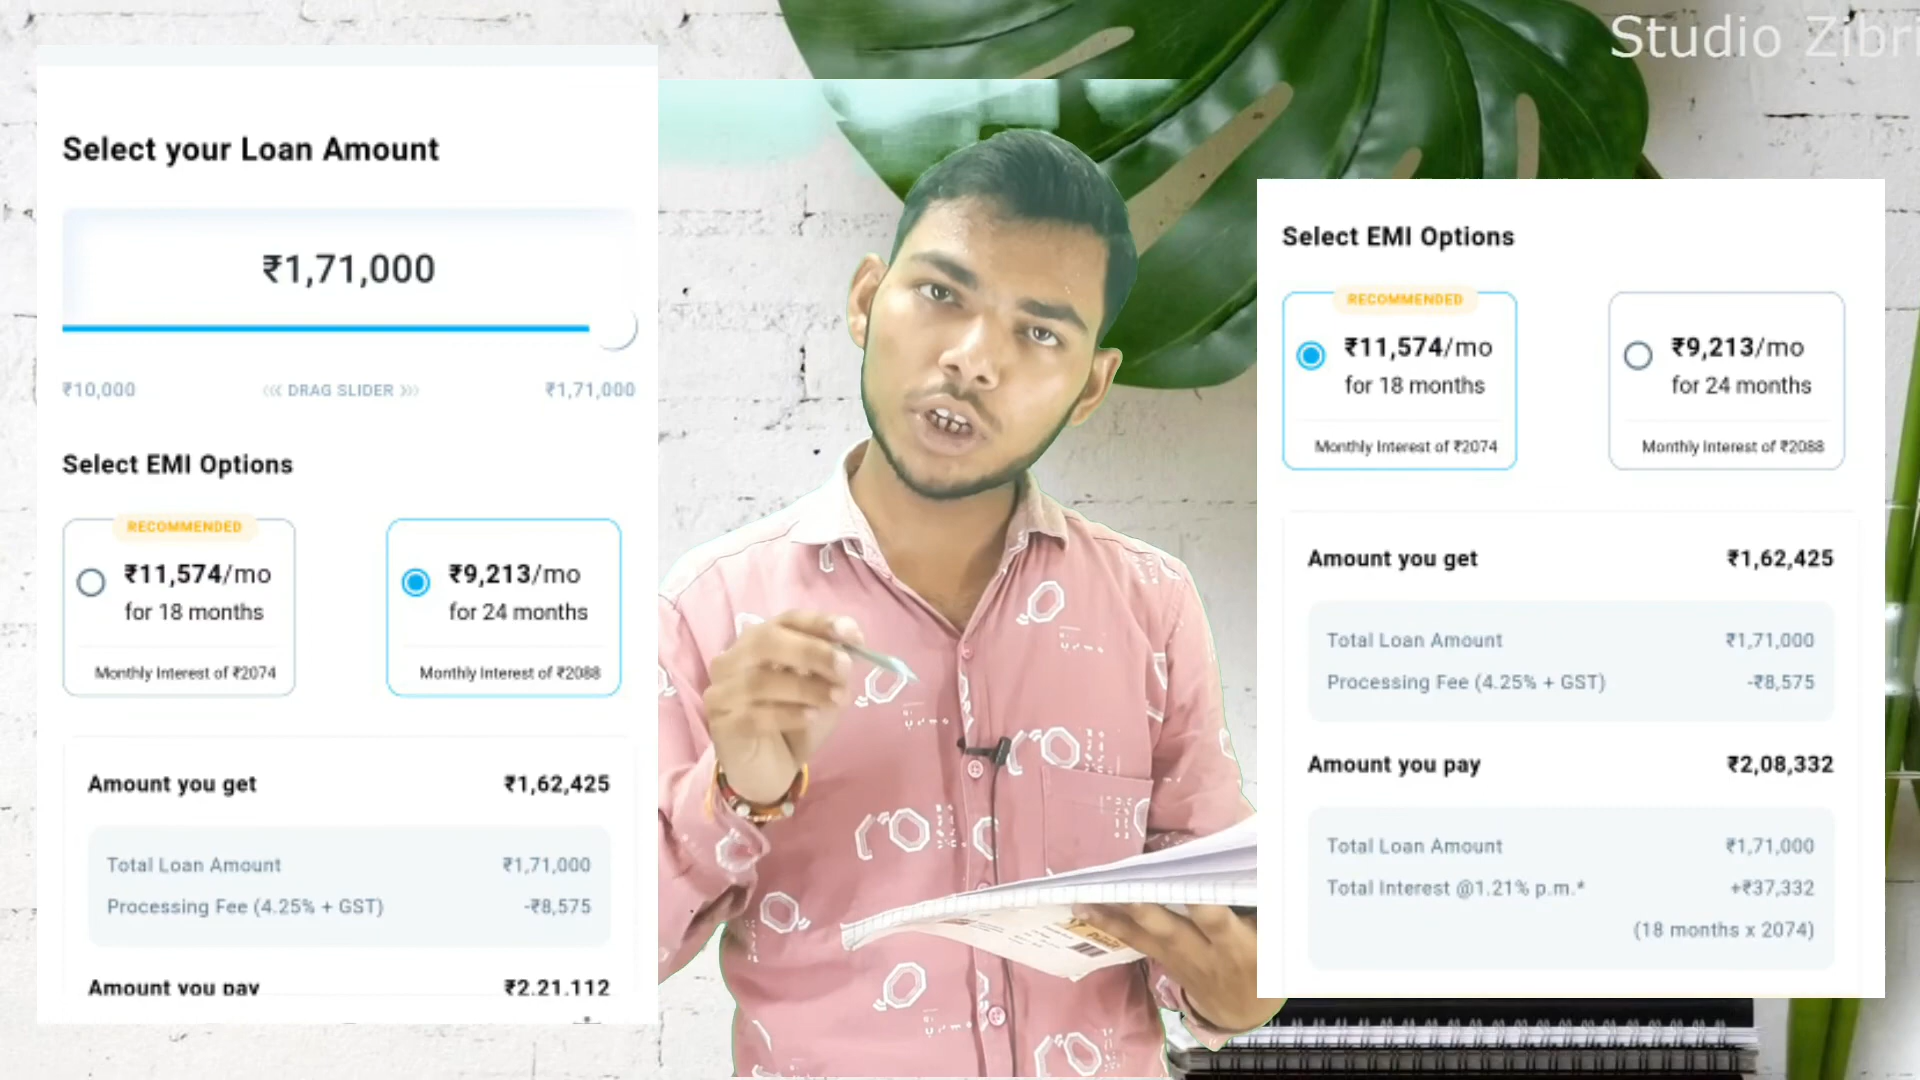 Studio Zibri
Select your Loan Amount
₹1,71,000
₹10,000
DRAG SLIDER
₹1,71,000
Select EMI Options
RECOMMENDED
₹11,574/mo
for 18 months
Monthly Interest of ₹2074
₹9,213/mo
for 24 months
Monthly Interest of ₹2088
Amount you get ₹1,62,425
Total Loan Amount ₹1,71,000
Processing Fee (4.25% + GST) -₹8,575
Amount you pay ₹2,21,112
Select EMI Options
RECOMMENDED
₹11,574/mo
for 18 months
Monthly Interest of ₹2074
₹9,213/mo
for 24 months
Monthly Interest of ₹2088
Amount you get ₹1,62,425
Total Loan Amount ₹1,71,000
Processing Fee (4.25% + GST) -₹8,575
Amount you pay ₹2,08,332
Total Loan Amount ₹1,71,000
Total Interest @1.21% p.m.* +₹37,332
(18 months x 2074)